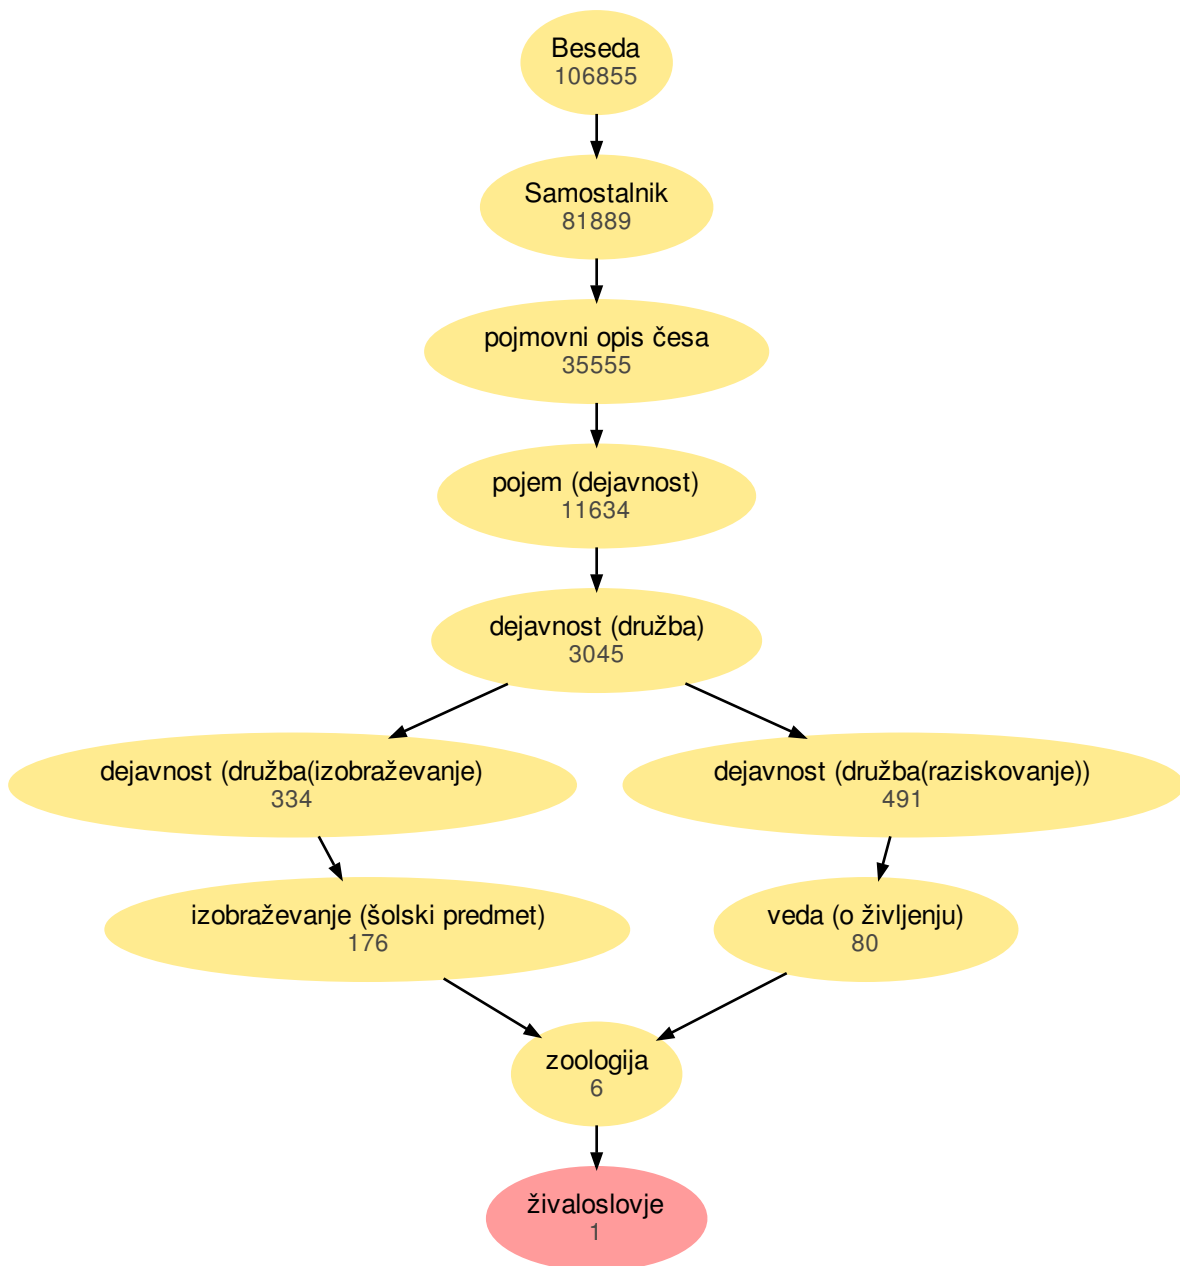 Beseda
106855
Samostalnik
81889
pojmovni opis česa
35555
pojem (dejavnost)
11634
dejavnost (družba)
3045
dejavnost (družba(izobraževanje)
334
dejavnost (družba(raziskovanje))
491
izobraževanje (šolski predmet)
176
veda (o življenju)
80
zoologija
6
živaloslovje
1